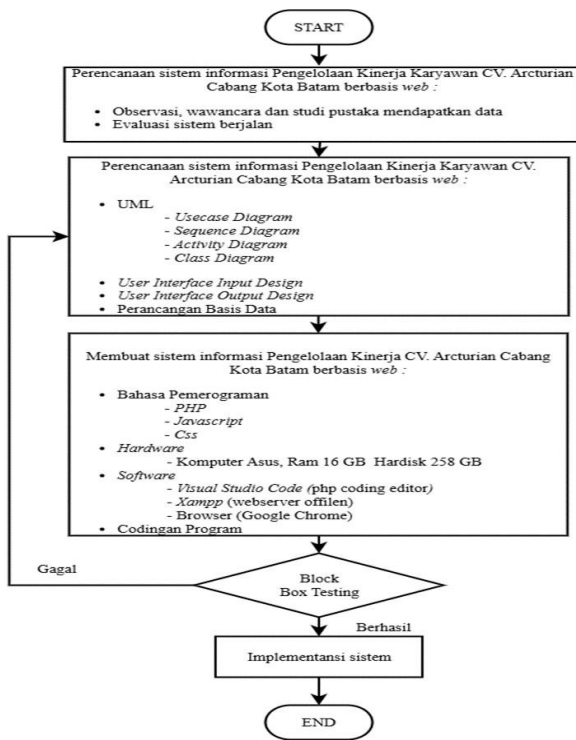 START
Perencanaan sistem informasi Pengelolaan Kinerja Karyawan CV. Arcturian
Cabang Kota Batam berbasis web :
• Observasi, wawancara dan studi pustaka mendapatkan data
• Evaluasi sistem berjalan
Perencanaan sistem informasi Pengelolaan Kinerja Karyawan CV.
Arcturian Cabang Kota Batam berbasis web :
• UML
- Usecase Diagram
- Sequence Diagram
- Activity Diagram
- Class Diagram
• User Interface Input Design
• User Interface Output Design
• Perancangan Basis Data
Membuat sistem informasi Pengelolaan Kinerja CV. Arcturian Cabang
Kota Batam berbasis web :
• Bahasa Pemerograman
- PHP
- Javascript
- Css
• Hardware
- Komputer Asus, Ram 16 GB Hardisk 258 GB
• Software
- Visual Studio Code (php coding editor)
- Xampp (webserver offilen)
- Browser (Google Chrome)
• Codingan Program
Gagal
Block
Box Testing
Berhasil
Implementansi sistem
END